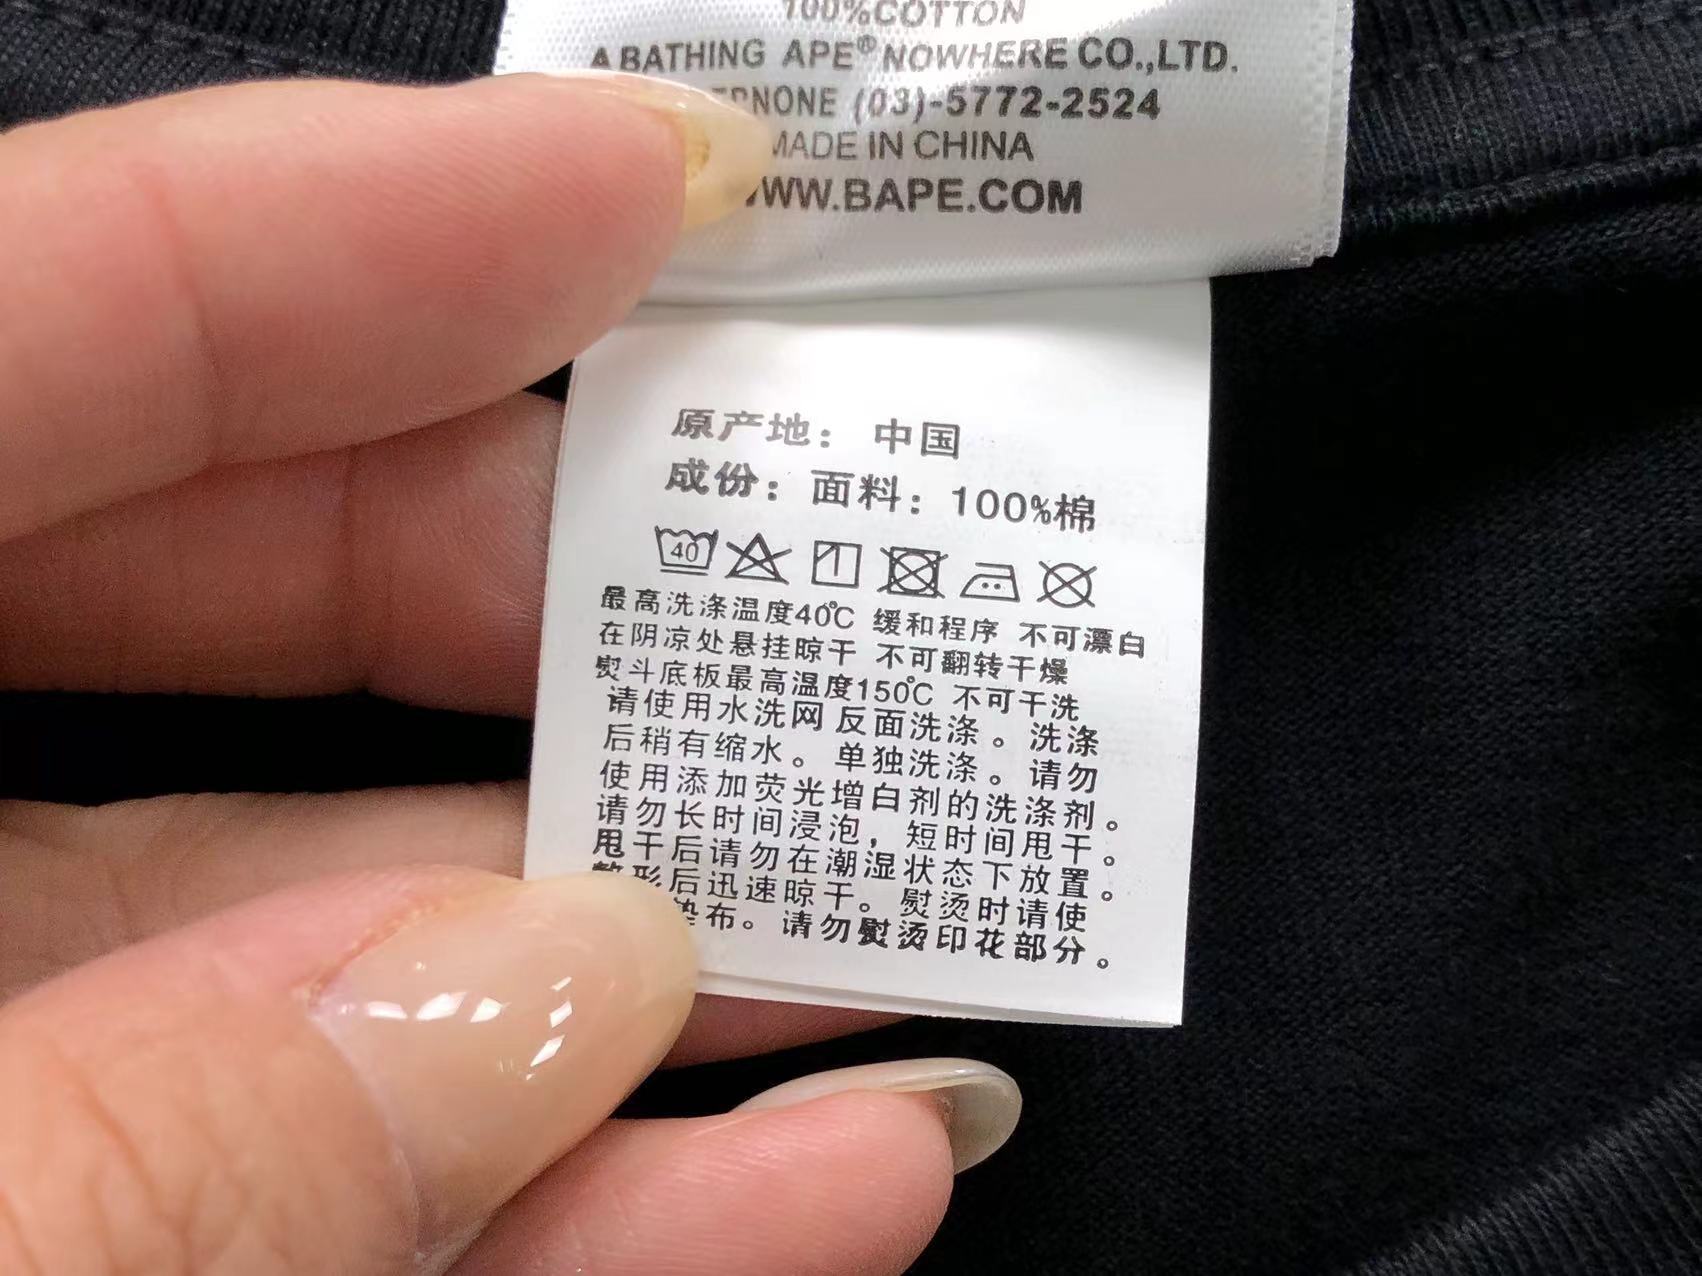 100%COTTON
A BATHING APE® NOWHERE CO.,LTD.
(03)-5772-2524
MADE IN CHINA
WWW.BAPE.COM
原产地：中国
成份：面料：100%棉
40
最高洗涤温度40℃ 缓和程序 不可漂白
在阴凉处悬挂晾干 不可翻转干燥
熨斗底板最高温度150℃ 不可干洗
请使用水洗网反面洗涤。洗涤
后稍有缩水。单独洗涤。请勿
使用添加荧光增白剂的洗涤剂。
请勿长时间浸泡，短时间甩干。
甩干后请勿在潮湿状态下放置。
整形后迅速晾干。熨烫时请使
布。请勿熨烫印花部分。